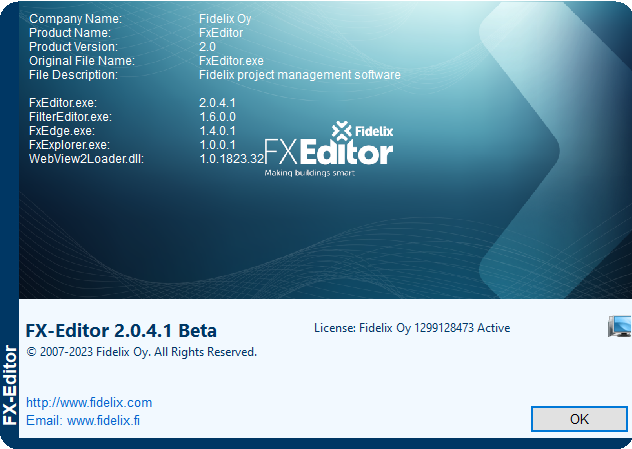 Company Name: Fidelix Oy
Product Name: FxEditor
Product Version: 2.0
Original File Name: FxEditor.exe
File Description: Fidelix project management software
FxEditor.exe: 2.0.4.1
FilterEditor.exe: 1.6.0.0
FxEdge.exe: 1.4.0.1
FxExplorer.exe: 1.0.0.1
WebView2Loader.dll: 1.0.1823.32
Fidelix
FXEditor
Making buildings smart
FX-Editor
FX-Editor 2.0.4.1 Beta
License: Fidelix Oy 1299128473 Active
© 2007-2023 Fidelix Oy. All Rights Reserved.
http://www.fidelix.com
Email: www.fidelix.fi
OK